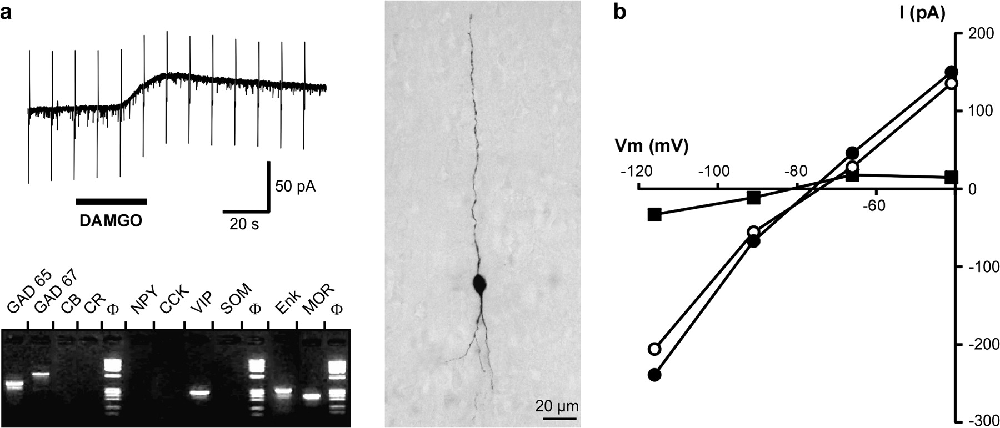 a
50 pA
20 s
DAMGO
GAD 65
GAD 67
CB
CR
Φ
NPY
CCK
VIP
SOM
Φ
Enk
MOR
Φ
20 µm
b
I (pA)
Vm (mV)
-120
-100
-80
-60
200
100
0
-100
-200
-300